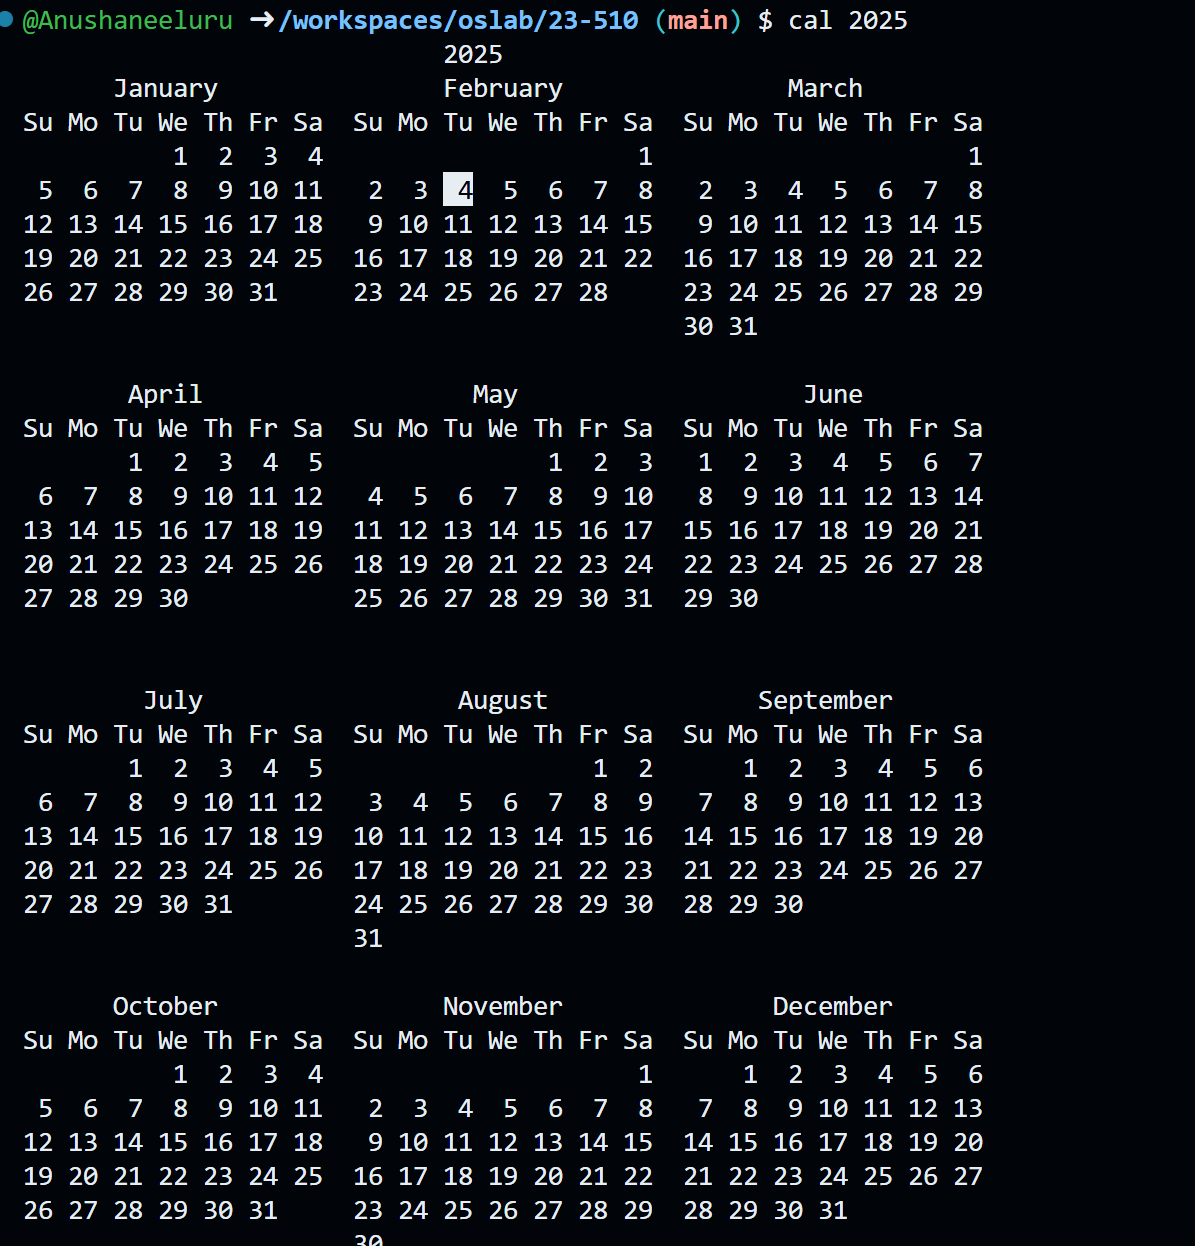 @Anushaneeluru ➜/workspaces/oslab/23-510 (main) $ cal 2025
                            2025
      January               February               March
Su Mo Tu We Th Fr Sa  Su Mo Tu We Th Fr Sa  Su Mo Tu We Th Fr Sa
          1  2  3  4                     1                     1
 5  6  7  8  9 10 11   2  3  4  5  6  7  8   2  3  4  5  6  7  8
12 13 14 15 16 17 18   9 10 11 12 13 14 15   9 10 11 12 13 14 15
19 20 21 22 23 24 25  16 17 18 19 20 21 22  16 17 18 19 20 21 22
26 27 28 29 30 31     23 24 25 26 27 28     23 24 25 26 27 28 29
                                            30 31
       April                  May                   June
Su Mo Tu We Th Fr Sa  Su Mo Tu We Th Fr Sa  Su Mo Tu We Th Fr Sa
       1  2  3  4  5               1  2  3   1  2  3  4  5  6  7
 6  7  8  9 10 11 12   4  5  6  7  8  9 10   8  9 10 11 12 13 14
13 14 15 16 17 18 19  11 12 13 14 15 16 17  15 16 17 18 19 20 21
20 21 22 23 24 25 26  18 19 20 21 22 23 24  22 23 24 25 26 27 28
27 28 29 30           25 26 27 28 29 30 31  29 30
        July                 August              September
Su Mo Tu We Th Fr Sa  Su Mo Tu We Th Fr Sa  Su Mo Tu We Th Fr Sa
       1  2  3  4  5                  1  2      1  2  3  4  5  6
 6  7  8  9 10 11 12   3  4  5  6  7  8  9   7  8  9 10 11 12 13
13 14 15 16 17 18 19  10 11 12 13 14 15 16  14 15 16 17 18 19 20
20 21 22 23 24 25 26  17 18 19 20 21 22 23  21 22 23 24 25 26 27
27 28 29 30 31        24 25 26 27 28 29 30  28 29 30
                      31
      October               November              December
Su Mo Tu We Th Fr Sa  Su Mo Tu We Th Fr Sa  Su Mo Tu We Th Fr Sa
          1  2  3  4                     1      1  2  3  4  5  6
 5  6  7  8  9 10 11   2  3  4  5  6  7  8   7  8  9 10 11 12 13
12 13 14 15 16 17 18   9 10 11 12 13 14 15  14 15 16 17 18 19 20
19 20 21 22 23 24 25  16 17 18 19 20 21 22  21 22 23 24 25 26 27
26 27 28 29 30 31     23 24 25 26 27 28 29  28 29 30 31
                      30